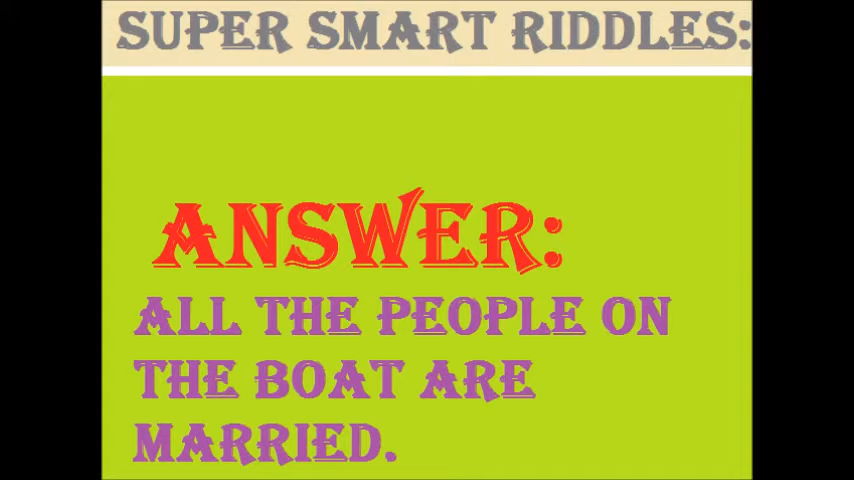 SUPER SMART RIDDLES:
ANSWER:
ALL THE PEOPLE ON
THE BOAT ARE
MARRIED.